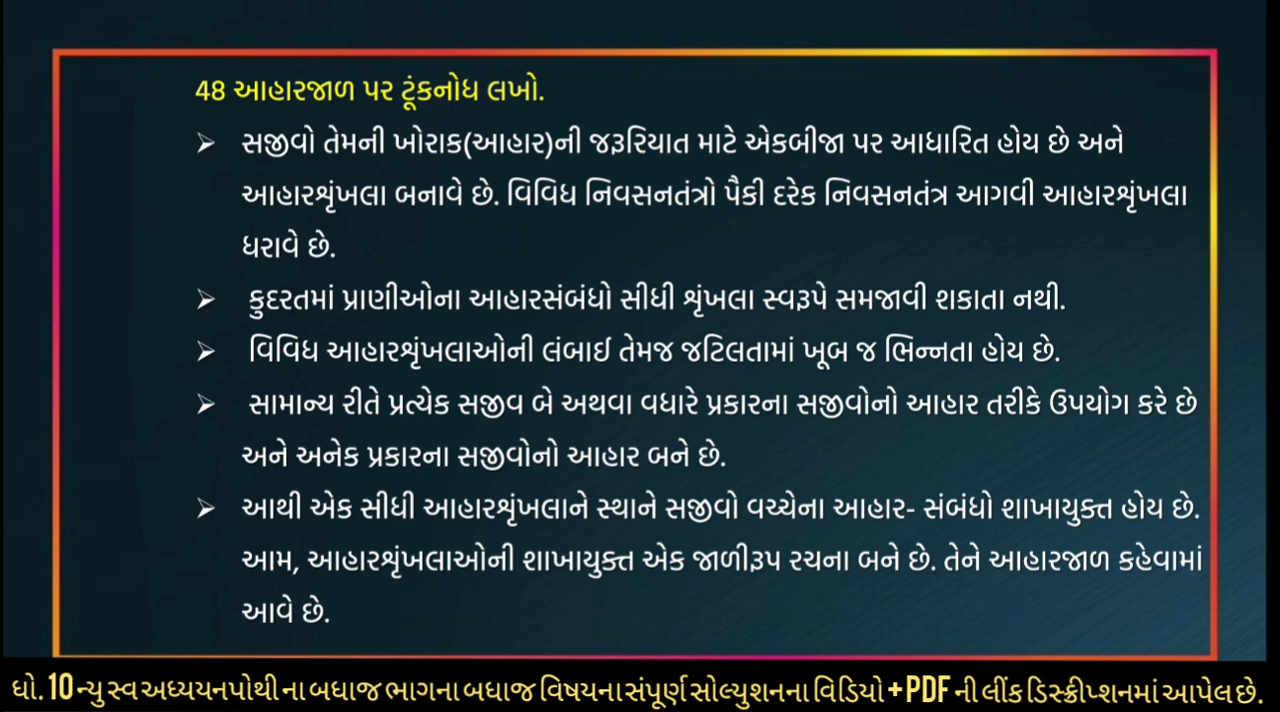 48 આહારજાળ પર ટૂંકનોધ લખો.
➢ સજીવો તેમની ખોરાક(આહાર)ની જરૂરિયાત માટે એકબીજા પર આધારિત હોય છે અને
આહારશૃંખલા બનાવે છે. વિવિધ નિવસનતંત્રો પૈકી દરેક નિવસનતંત્ર આગવી આહારશૃંખલા
ધરાવે છે.
➢ કુદરતમાં પ્રાણીઓના આહારસંબંધો સીધી શૃંખલા સ્વરૂપે સમજાવી શકાતા નથી.
➢ વિવિધ આહારશૃંખલાઓની લંબાઈ તેમજ જટિલતામાં ખૂબ જ ભિન્નતા હોય છે.
➢ સામાન્ય રીતે પ્રત્યેક સજીવ બે અથવા વધારે પ્રકારના સજીવોનો આહાર તરીકે ઉપયોગ કરે છે
અને અનેક પ્રકારના સજીવોનો આહાર બને છે.
➢ આથી એક સીધી આહારશૃંખલાને સ્થાને સજીવો વચ્ચેના આહાર- સંબંધો શાખાયુક્ત હોય છે.
આમ, આહારશૃંખલાઓની શાખાયુક્ત એક જાળીરૂપ રચના બને છે. તેને આહારજાળ કહેવામાં
આવે છે.
ધો. 10 ન્યુ સ્વ અધ્યયનપોથી ના બધાજ ભાગના બધાજ વિષયના સંપૂર્ણ સોલ્યુશનના વિડિયો + PDF ની લીંક ડિસ્ક્રીપ્શનમાં આપેલ છે.